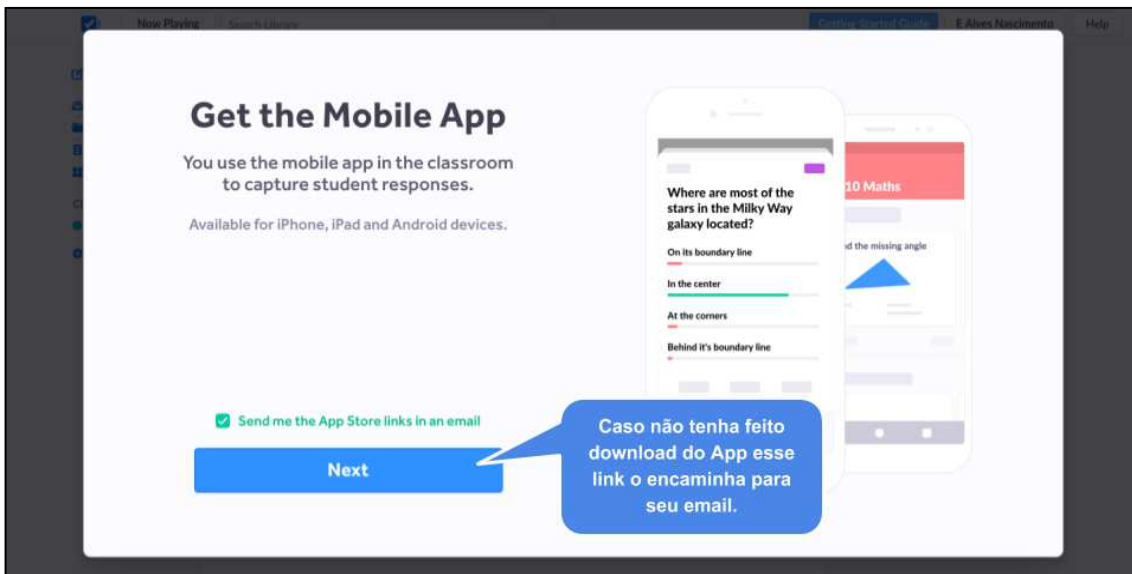 Now Playing
Search Library
Getting Started Guide
E Alves Nascimento
Help
Get the Mobile App
You use the mobile app in the classroom
to capture student responses.
Available for iPhone, iPad and Android devices.
Send me the App Store links in an email
Next
Where are most of the
stars in the Milky Way
galaxy located?
On its boundary line
In the center
At the corners
Behind it's boundary line
10 Maths
d the missing angle
Caso não tenha feito
download do App esse
link o encaminha para
seu email.